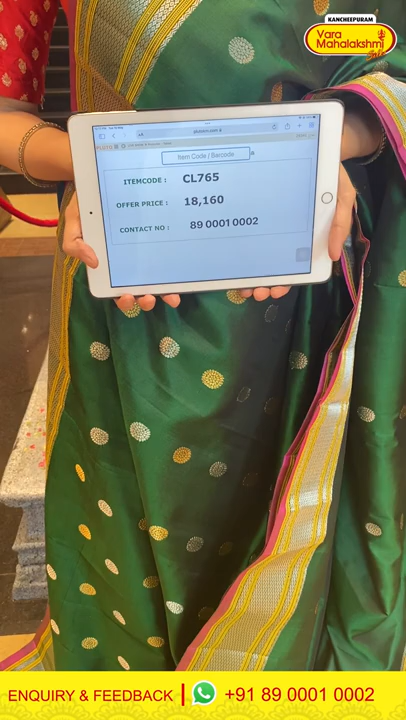 KANCHEEPURAM
Vara
Mahalakshmi
Item Code / Barcode
ITEMCODE : CL765
OFFER PRICE : 18,160
CONTACT NO : 89 0001 0002
ENQUIRY & FEEDBACK | +91 89 0001 0002